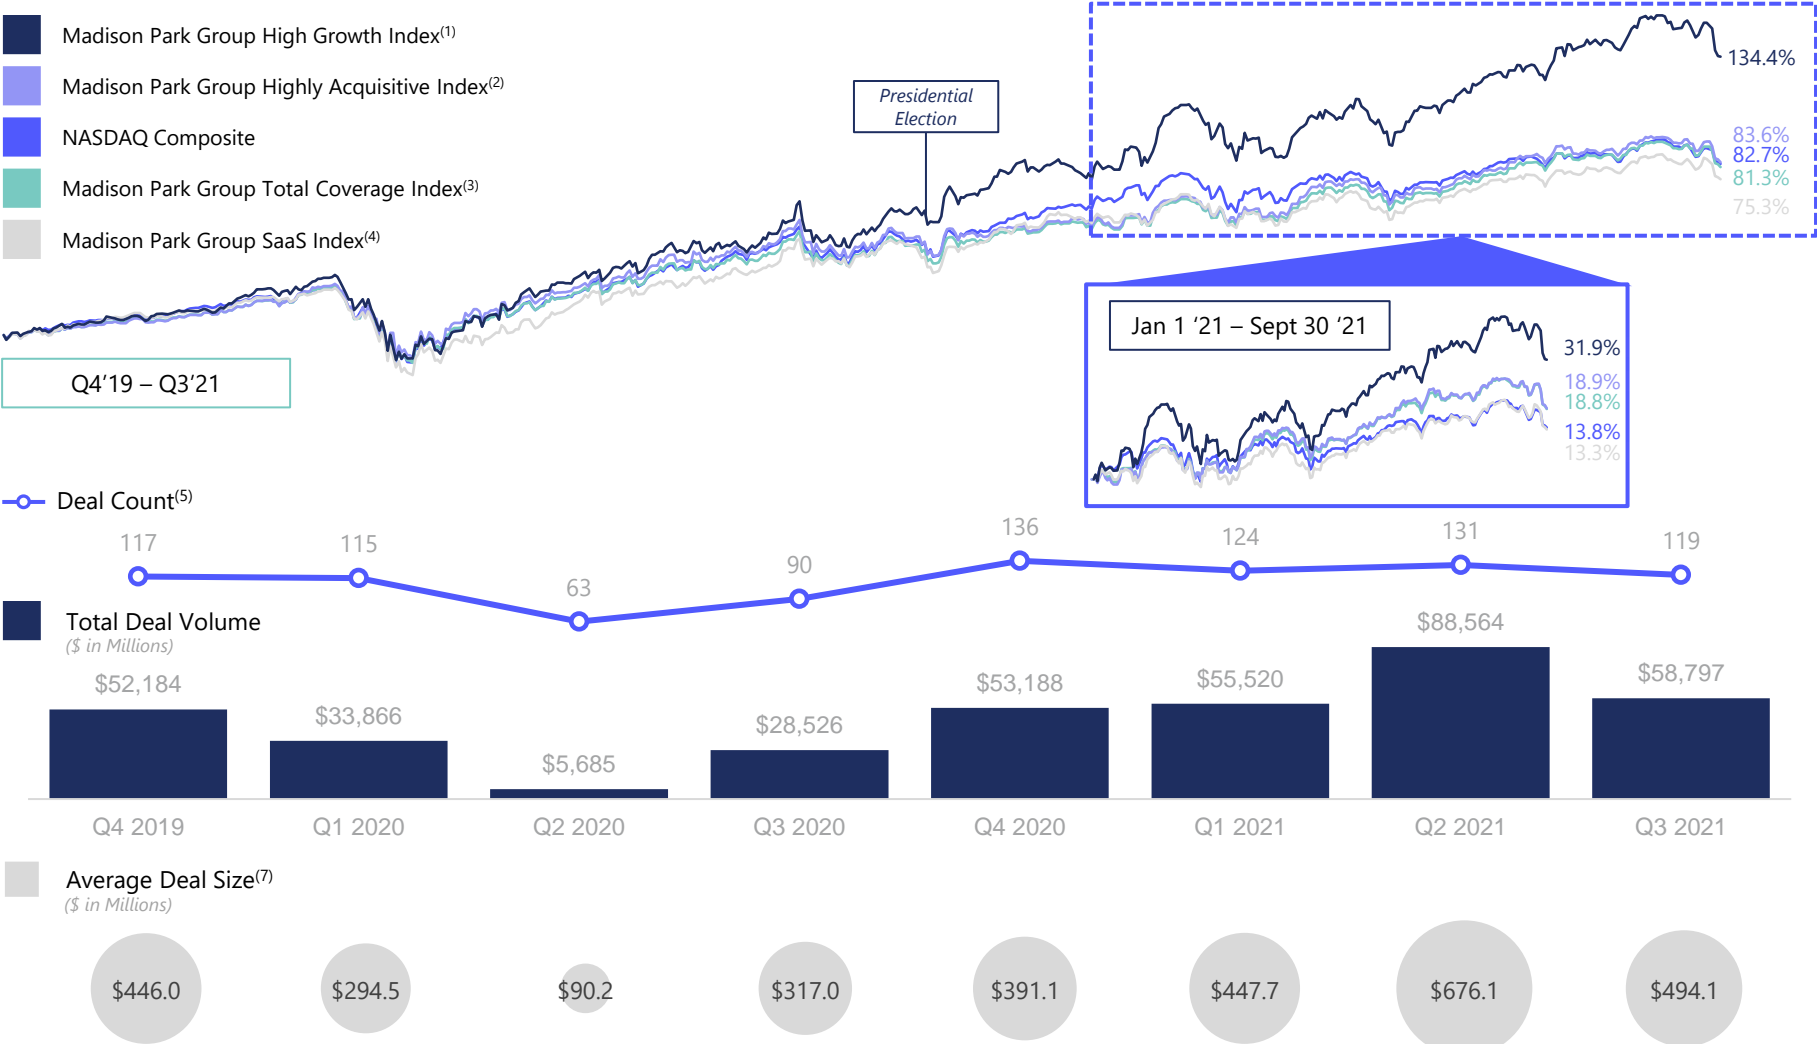 Madison Park Group High Growth Index(1)
Madison Park Group Highly Acquisitive Index(2)
NASDAQ Composite
Madison Park Group Total Coverage Index(3)
Madison Park Group SaaS Index(4)
Presidential
Election
134.4%
83.6%
82.7%
81.3%
75.3%
Q4’19 – Q3’21
Jan 1 ‘21 – Sept 30 ‘21
31.9%
18.9%
18.8%
13.8%
13.3%
Deal Count(5)
117 115 63 90 136 124 131 119
Total Deal Volume
($ in Millions)
$52,184 $33,866 $5,685 $28,526 $53,188 $55,520 $88,564 $58,797
Q4 2019 Q1 2020 Q2 2020 Q3 2020 Q4 2020 Q1 2021 Q2 2021 Q3 2021
Average Deal Size(7)
($ in Millions)
$446.0 $294.5 $90.2 $317.0 $391.1 $447.7 $676.1 $494.1